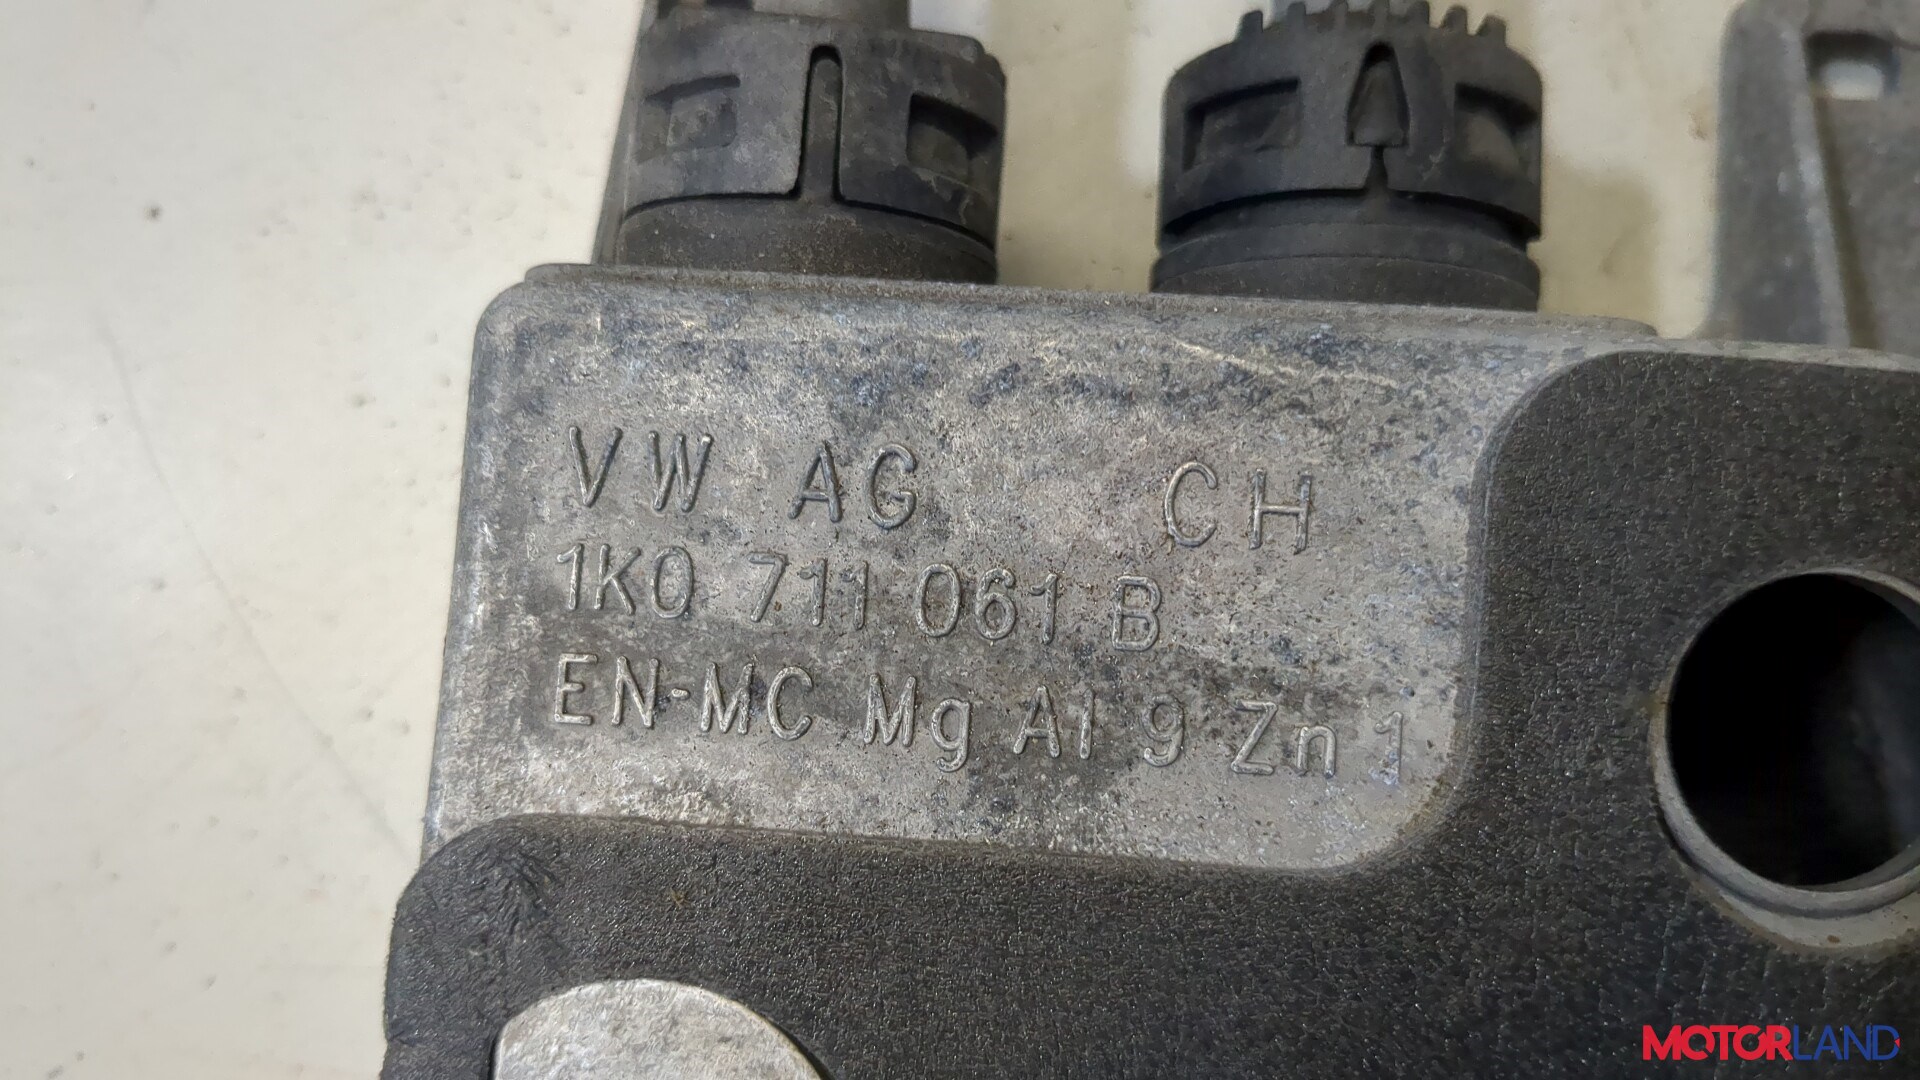 VW AG CH
1K0 711 061 B
EN-MC Mg Al 9 Zn 1
MOTORLAND